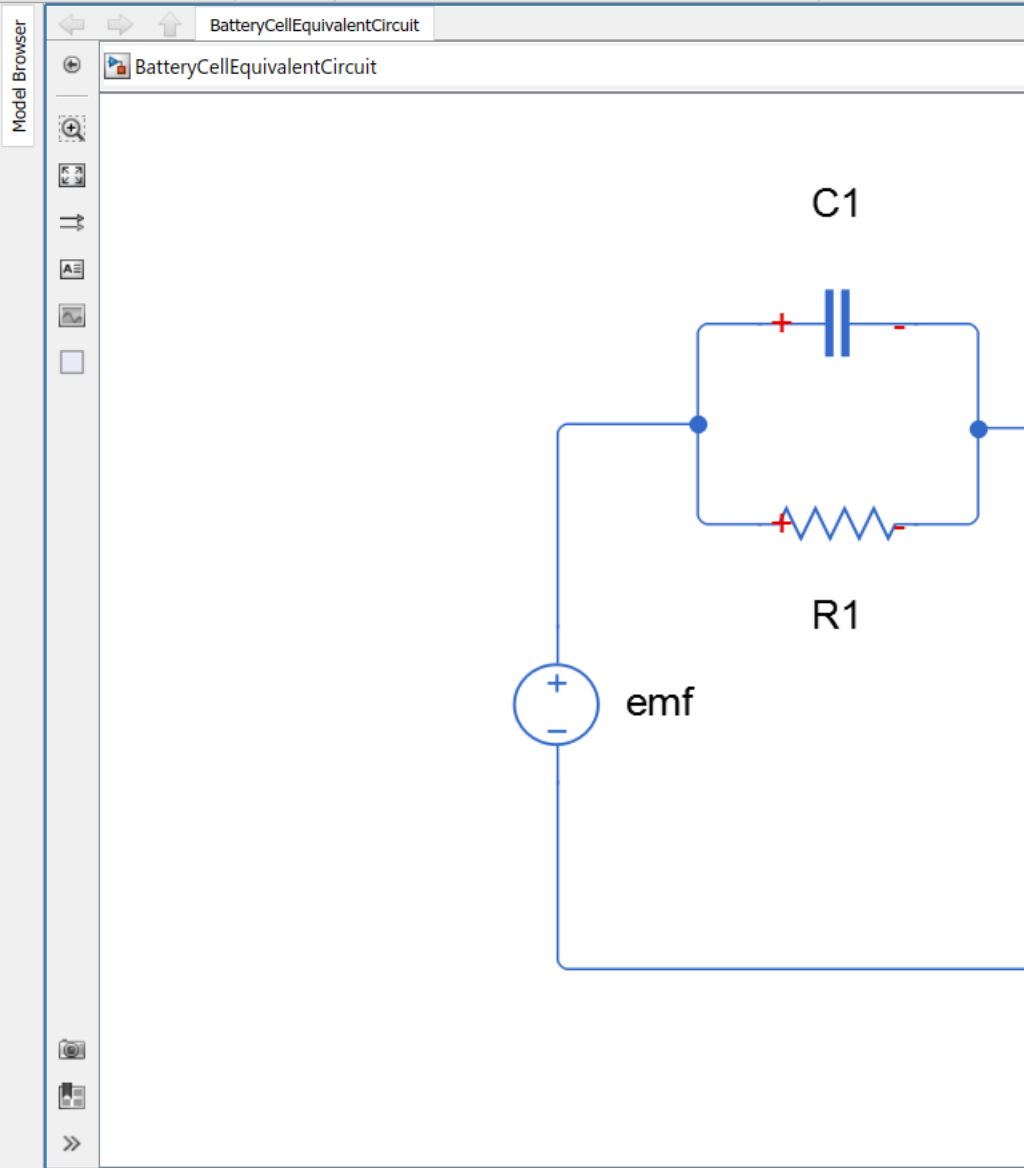 Model Browser
BatteryCellEquivalentCircuit
BatteryCellEquivalentCircuit
C1
+ -
+ -
R1
+
emf
−